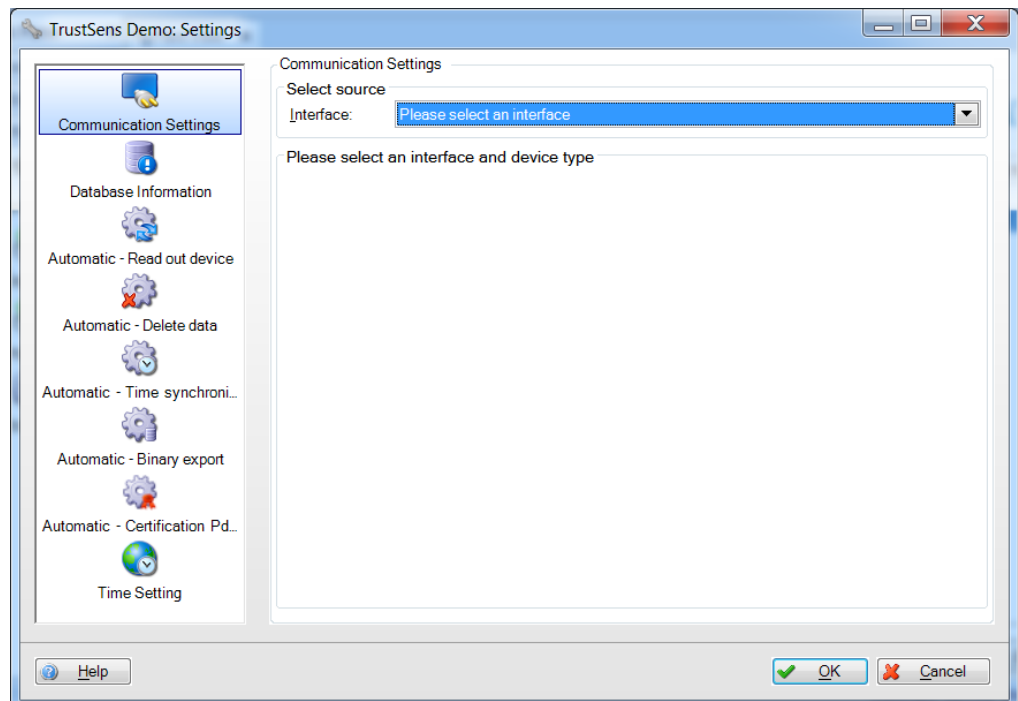 TrustSens Demo: Settings
Communication Settings
Database Information
Automatic - Read out device
Automatic - Delete data
Automatic - Time synchroni...
Automatic - Binary export
Automatic - Certification Pd...
Time Setting
Communication Settings
Select source
Interface: Please select an interface
Please select an interface and device type
Help
OK
Cancel